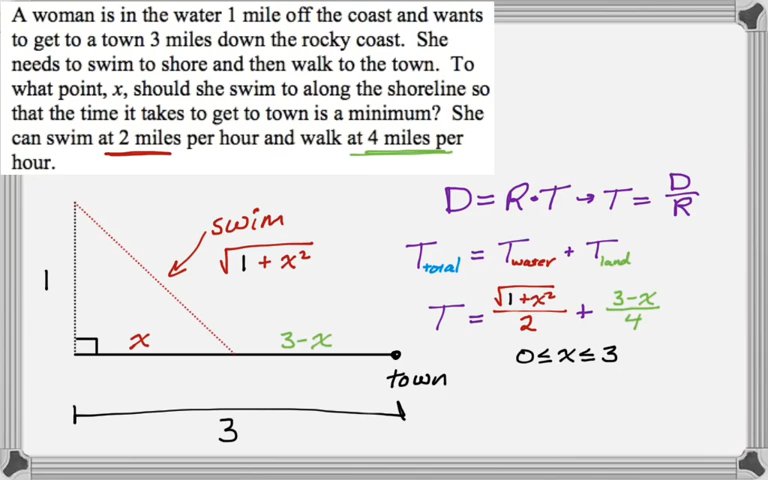 A woman is in the water 1 mile off the coast and wants
to get to a town 3 miles down the rocky coast. She
needs to swim to shore and then walk to the town. To
what point, x, should she swim to along the shoreline so
that the time it takes to get to town is a minimum? She
can swim at 2 miles per hour and walk at 4 miles per
hour.
D = R·T → T = D/R
swim
√(1 + x²)
T total = T water + T land
1
T = √(1+x²)/2 + (3-x)/4
x
3-x
0 ≤ x ≤ 3
town
3